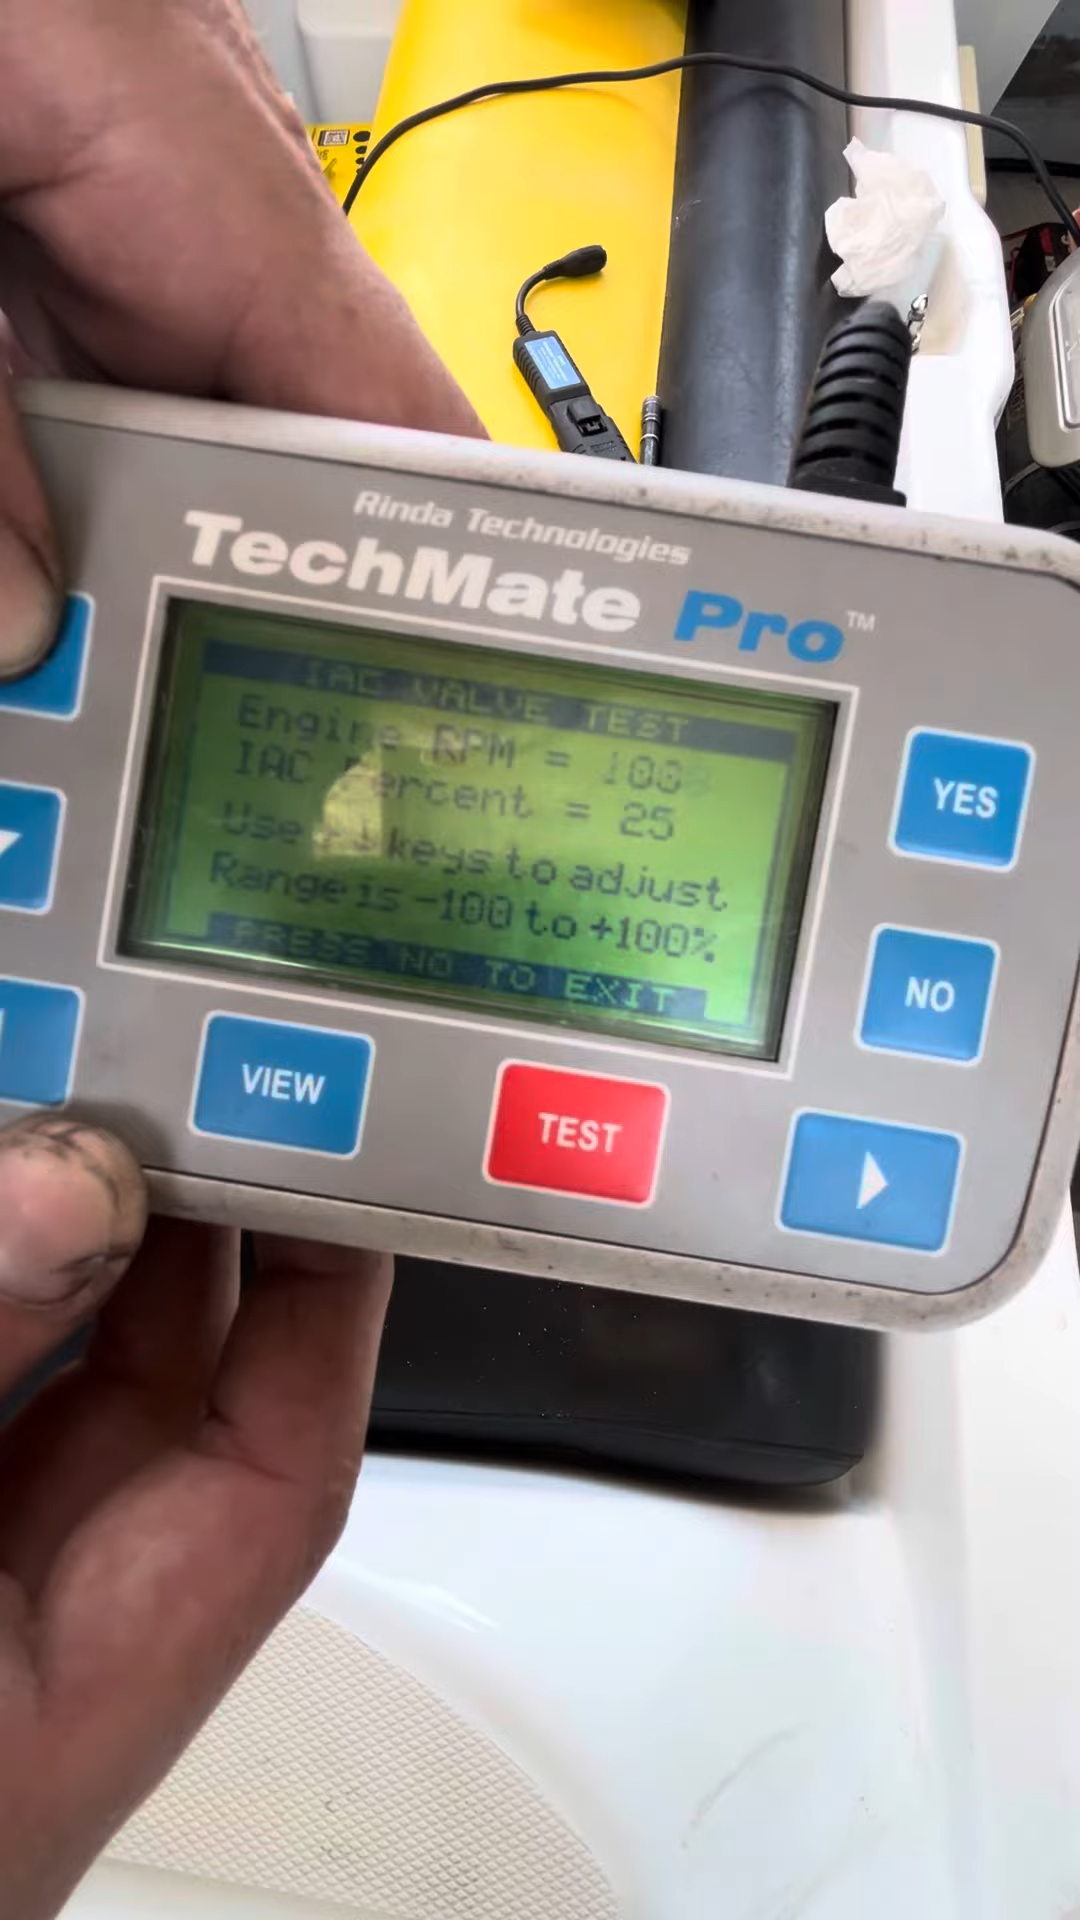 Rinda Technologies
TechMate Pro™
IAC VALVE TEST
Engine RPM = 100
IAC Percent = 25
Use keys to adjust
Range is -100 to +100%
PRESS NO TO EXIT
YES
NO
VIEW
TEST